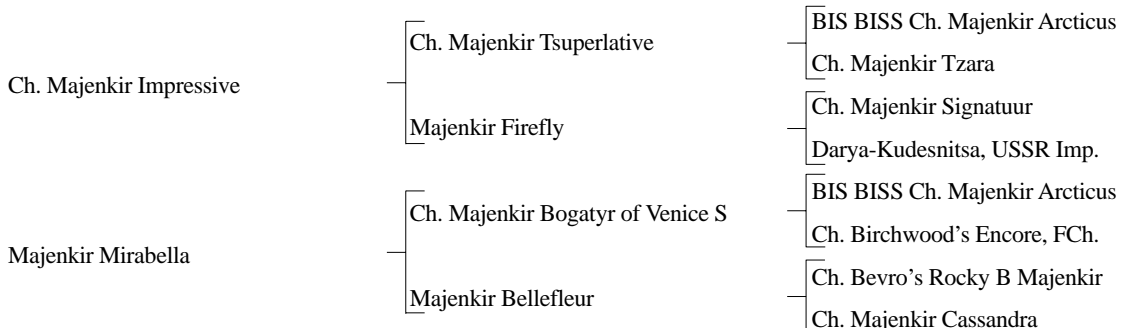 BIS BISS Ch. Majenkir Arcticus
Ch. Majenkir Tsuperlative
Ch. Majenkir Tzara
Ch. Majenkir Impressive
Ch. Majenkir Signatuur
Majenkir Firefly
Darya-Kudesnitsa, USSR Imp.
BIS BISS Ch. Majenkir Arcticus
Ch. Majenkir Bogatyr of Venice S
Ch. Birchwood's Encore, FCh.
Majenkir Mirabella
Ch. Bevro's Rocky B Majenkir
Majenkir Bellefleur
Ch. Majenkir Cassandra